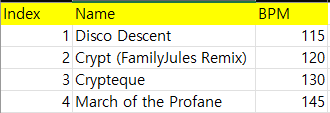 Index Name BPM
1 Disco Descent 115
2 Crypt (FamilyJules Remix) 120
3 Crypteque 130
4 March of the Profane 145